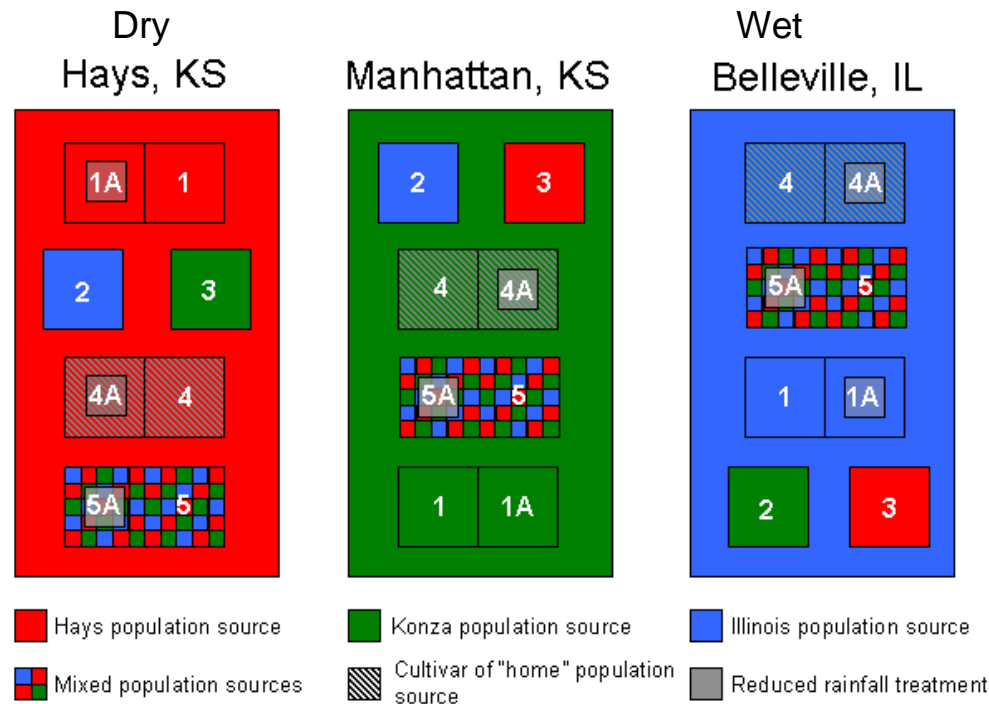 Dry
Wet
Hays, KS
Manhattan, KS
Belleville, IL
1A 1
2 3
4A 4
5A 5
2 3
4 4A
5A 5
1 1A
4 4A
5A 5
1 1A
2 3
Hays population source
Konza population source
Illinois population source
Mixed population sources
Cultivar of "home" population
source
Reduced rainfall treatment